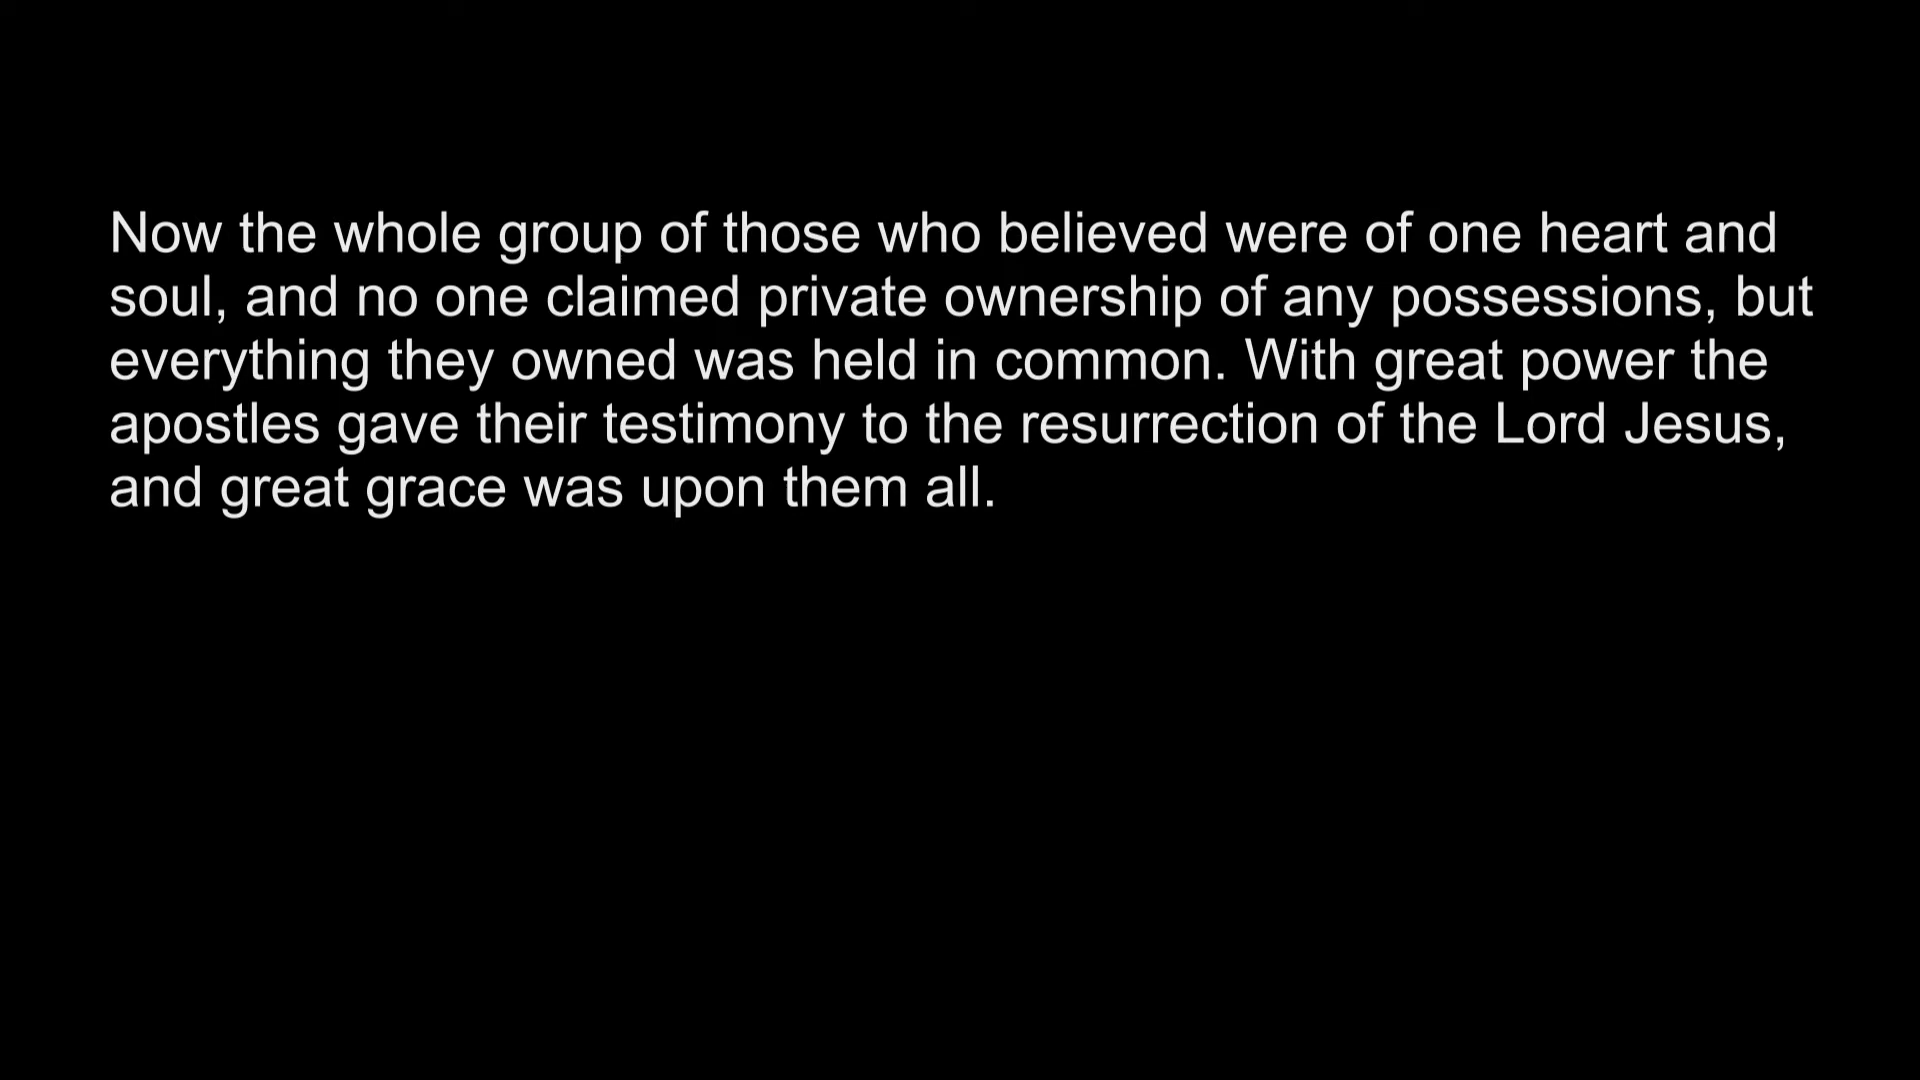 Now the whole group of those who believed were of one heart and
soul, and no one claimed private ownership of any possessions, but
everything they owned was held in common. With great power the
apostles gave their testimony to the resurrection of the Lord Jesus,
and great grace was upon them all.